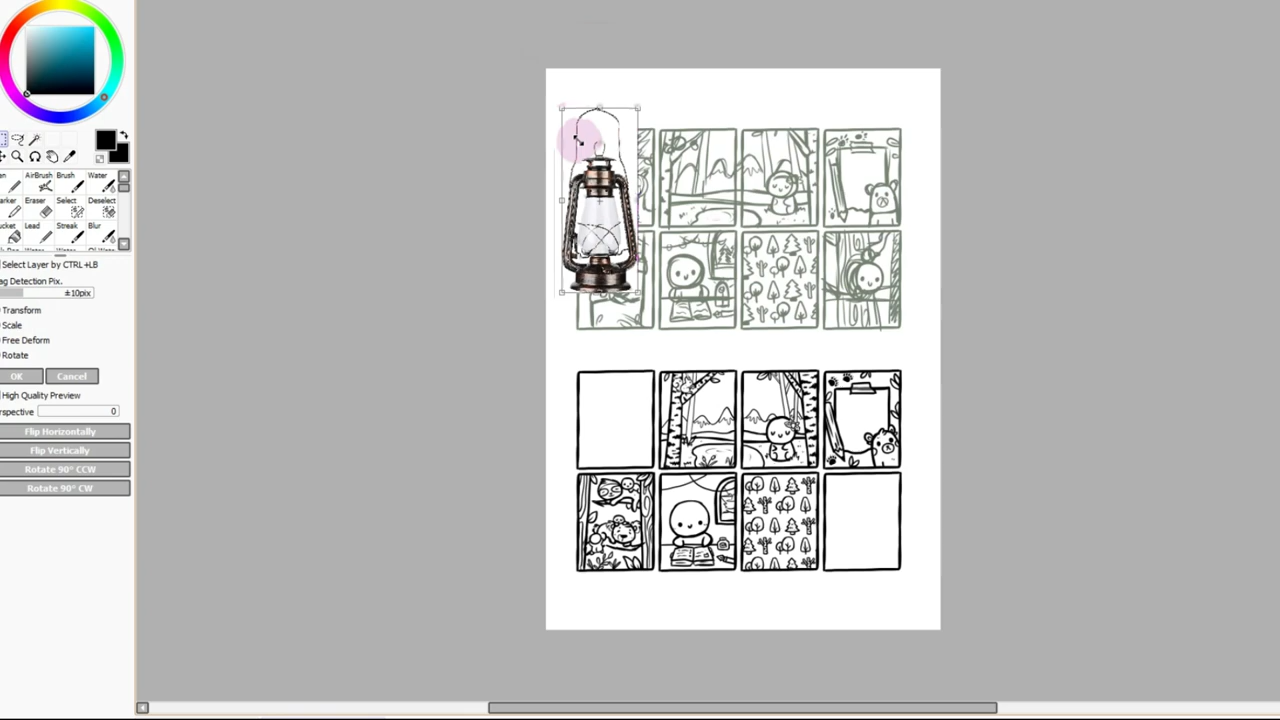 AirBrush Brush Water
Eraser Select Deselect
Lead Streak Blur
Select Layer by CTRL+LB
Detection Pix.
±10pix
Transform
Scale
Free Deform
Rotate
OK Cancel
High Quality Preview
0
Flip Horizontally
Flip Vertically
Rotate 90° CCW
Rotate 90° CW